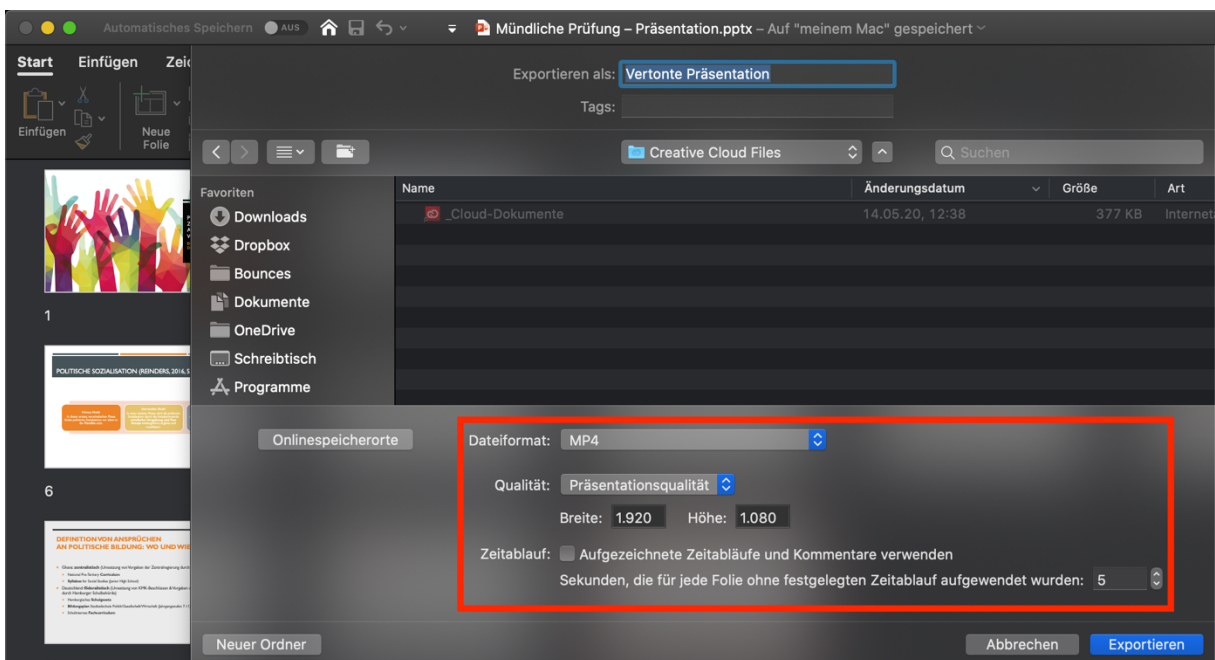 Automatisches Speichern AUS Mündliche Prüfung – Präsentation.pptx – Auf "meinem Mac" gespeichert
Start Einfügen
Einfügen
Neue
Folie
Exportieren als: Vertonte Präsentation
Tags:
Creative Cloud Files
Suchen
Favoriten
Downloads
Dropbox
Bounces
Dokumente
OneDrive
Schreibtisch
Programme
Name Änderungsdatum Größe Art
_Cloud-Dokumente 14.05.20, 12:38 377 KB
1
POLITISCHE SOZIALISATION (REINDERS, 2016,
6
DEFINITION VON ANSPRÜCHEN
AN POLITISCHE BILDUNG: WO UND
Onlinespeicherorte
Dateiformat: MP4
Qualität: Präsentationsqualität
Breite: 1.920 Höhe: 1.080
Zeitablauf: Aufgezeichnete Zeitabläufe und Kommentare verwenden
Sekunden, die für jede Folie ohne festgelegten Zeitablauf aufgewendet wurden: 5
Neuer Ordner Abbrechen Exportieren